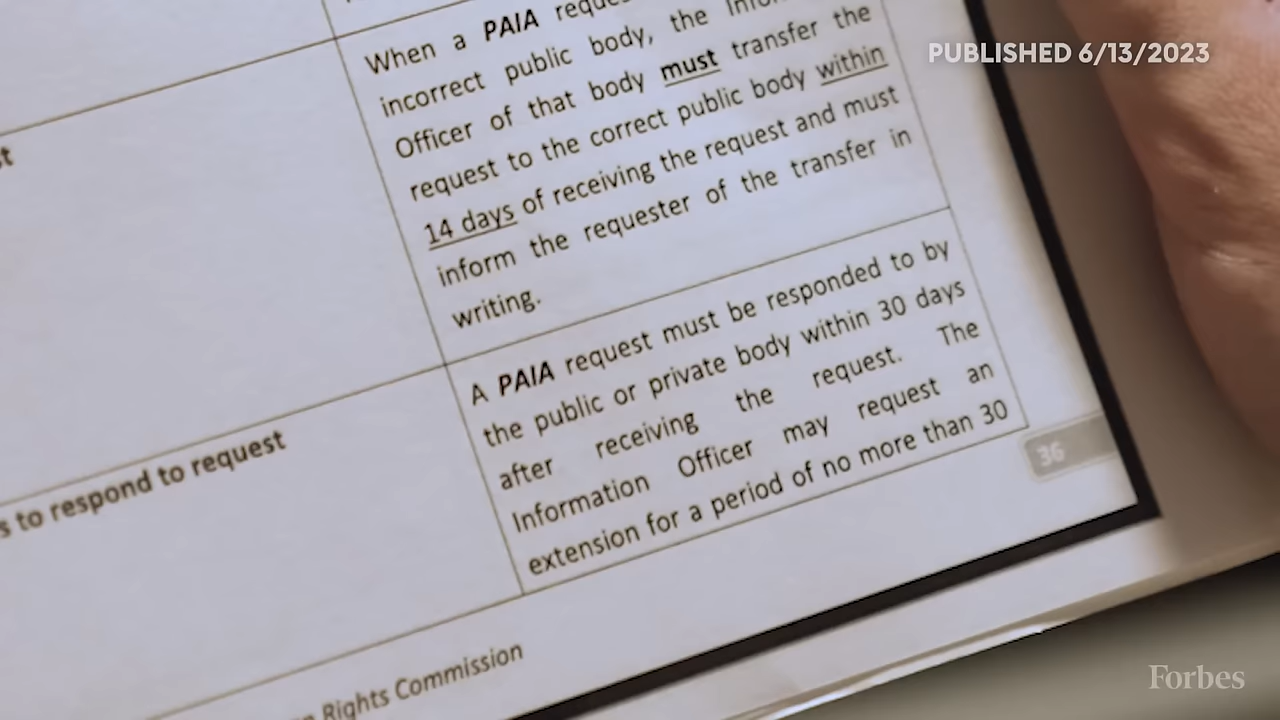 PUBLISHED 6/13/2023
When a PAIA
incorrect public body, the
Officer of that body must transfer the
request to the correct public body within
14 days of receiving the request and must
inform the requester of the transfer in
writing.
A PAIA request must be responded to by
the public or private body within 30 days
after receiving the request. The
Information Officer may request an
extension for a period of no more than 30
to respond to request
36
Rights Commission
Forbes